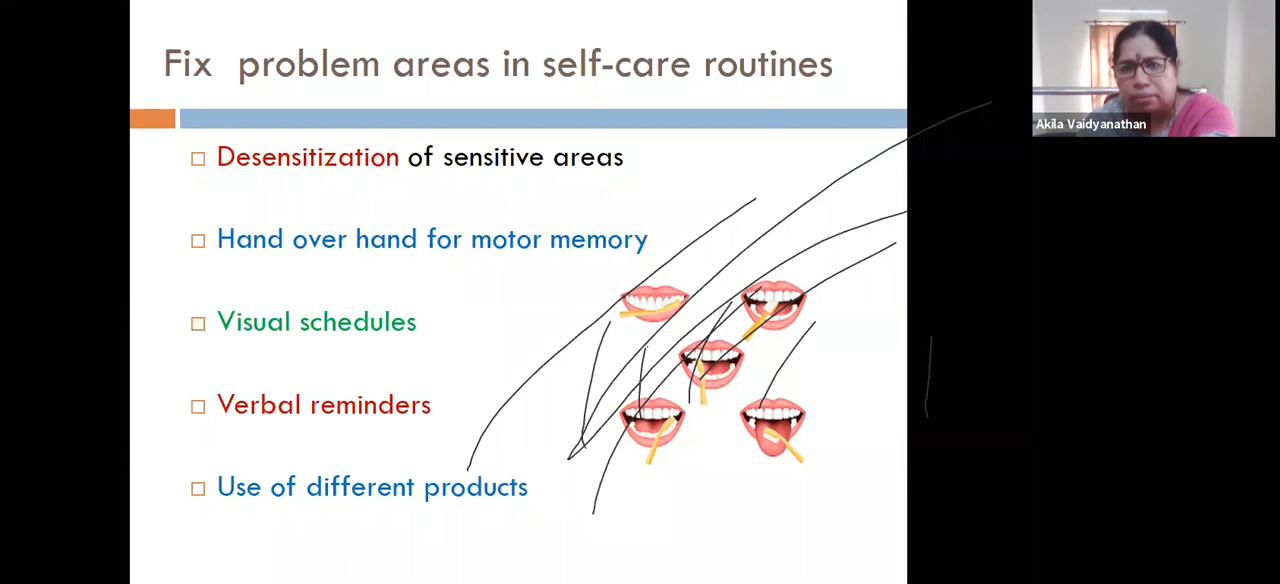 Fix problem areas in self-care routines
Desensitization of sensitive areas
Hand over hand for motor memory
Visual schedules
Verbal reminders
Use of different products
Akila Vaidyanathan